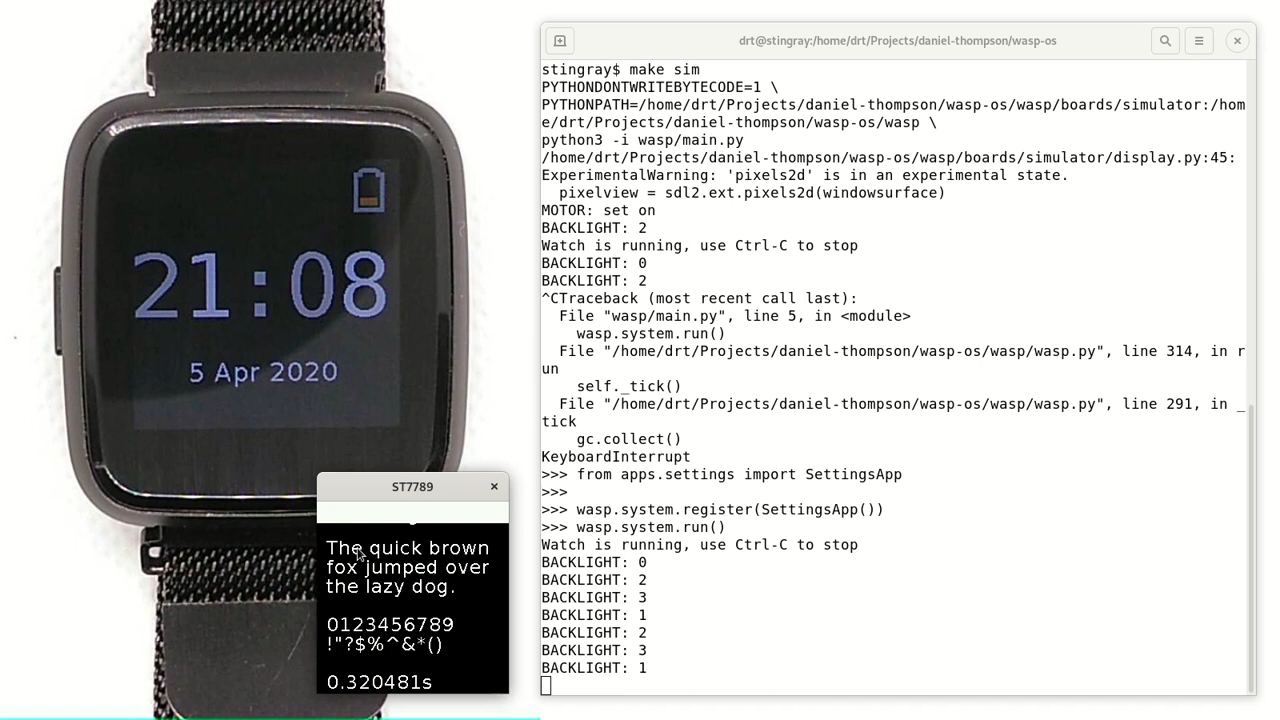 21:08
5 Apr 2020
ST7789
The quick brown
fox jumped over
the lazy dog.
0123456789
!"?$%^&*()
0.320481s
drt@stingray:/home/drt/Projects/daniel-thompson/wasp-os
stingray$ make sim
PYTHONDONTWRITEBYTECODE=1 \
PYTHONPATH=/home/drt/Projects/daniel-thompson/wasp-os/wasp/boards/simulator:/hom
e/drt/Projects/daniel-thompson/wasp-os/wasp \
python3 -i wasp/main.py
/home/drt/Projects/daniel-thompson/wasp-os/wasp/boards/simulator/display.py:45:
ExperimentalWarning: 'pixels2d' is in an experimental state.
  pixelview = sdl2.ext.pixels2d(windowsurface)
MOTOR: set on
BACKLIGHT: 2
Watch is running, use Ctrl-C to stop
BACKLIGHT: 0
BACKLIGHT: 2
^CTraceback (most recent call last):
  File "wasp/main.py", line 5, in <module>
    wasp.system.run()
  File "/home/drt/Projects/daniel-thompson/wasp-os/wasp/wasp.py", line 314, in r
un
    self._tick()
  File "/home/drt/Projects/daniel-thompson/wasp-os/wasp/wasp.py", line 291, in _
tick
    gc.collect()
KeyboardInterrupt
>>> from apps.settings import SettingsApp
>>>
>>> wasp.system.register(SettingsApp())
>>> wasp.system.run()
Watch is running, use Ctrl-C to stop
BACKLIGHT: 0
BACKLIGHT: 2
BACKLIGHT: 3
BACKLIGHT: 1
BACKLIGHT: 2
BACKLIGHT: 3
BACKLIGHT: 1